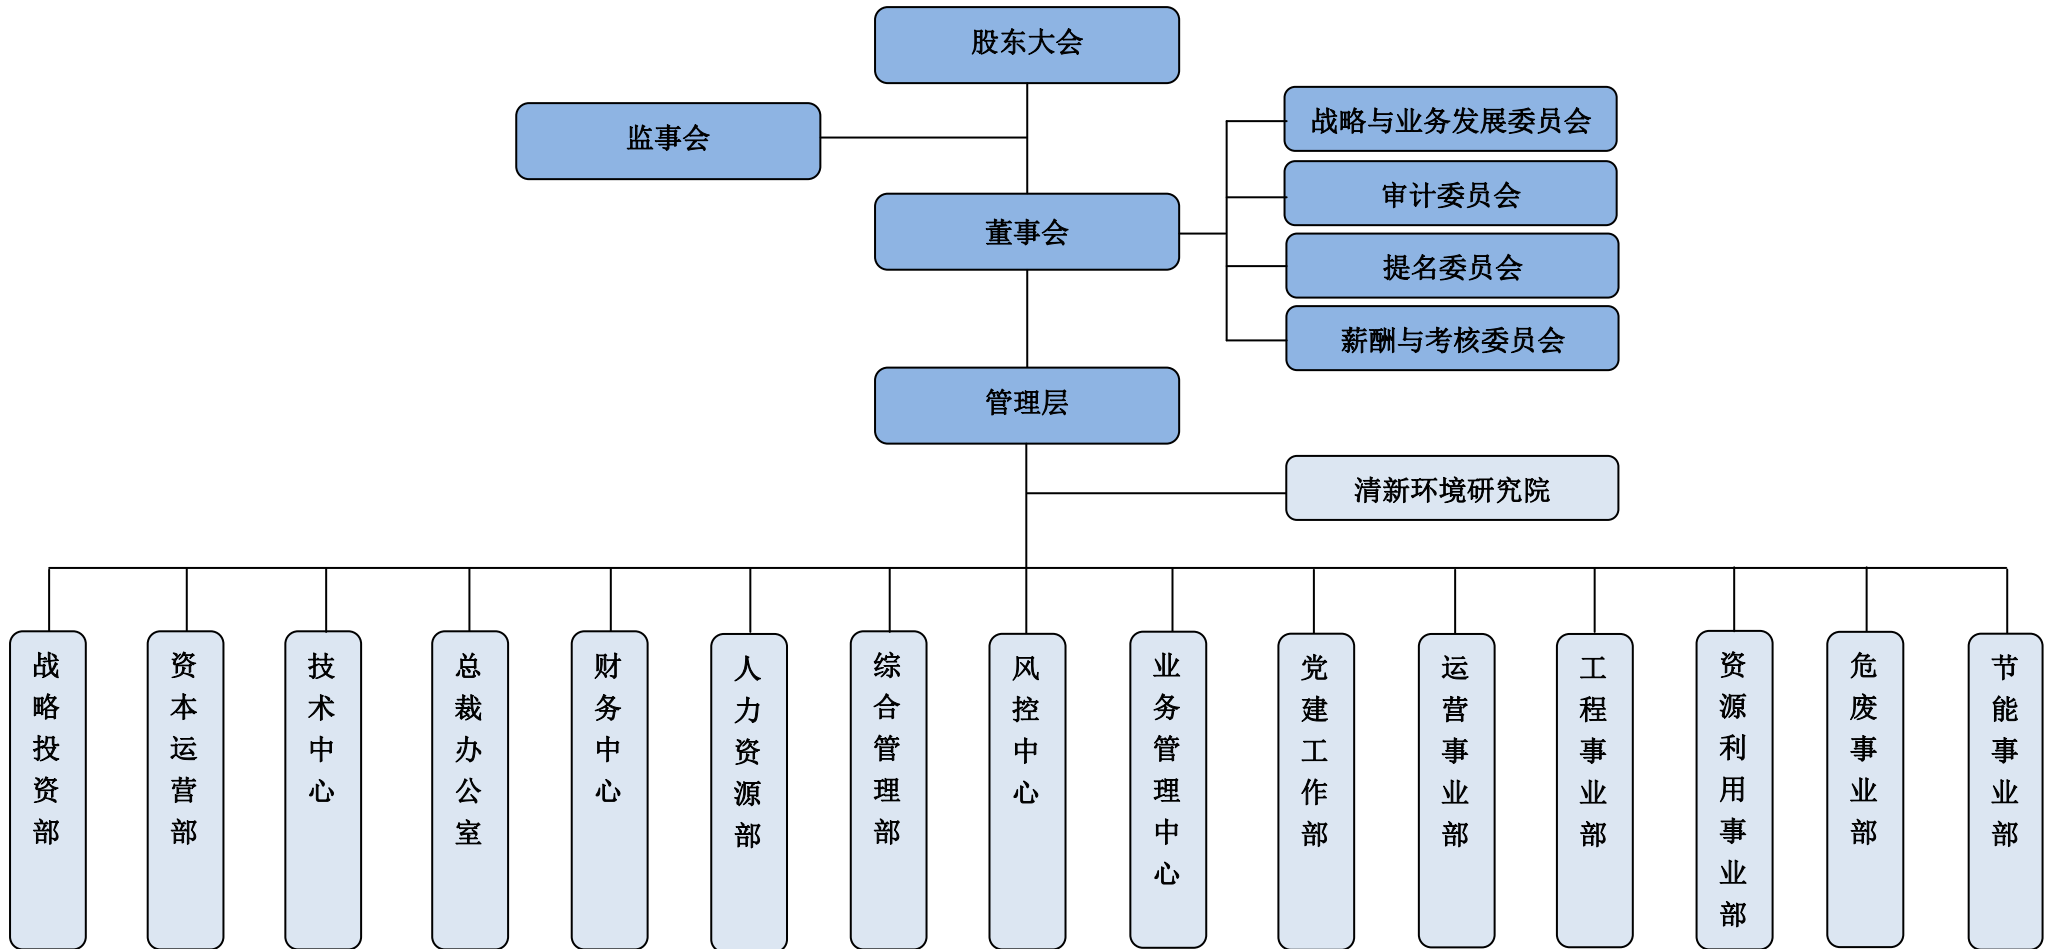 股东大会
监事会
战略与业务发展委员会
审计委员会
董事会
提名委员会
薪酬与考核委员会
管理层
清新环境研究院
战略投资部
资本运营部
技术中心
总裁办公室
财务中心
人力资源部
综合管理部
风控中心
业务管理中心
党建工作部
运营事业部
工程事业部
资源利用事业部
危废事业部
节能事业部